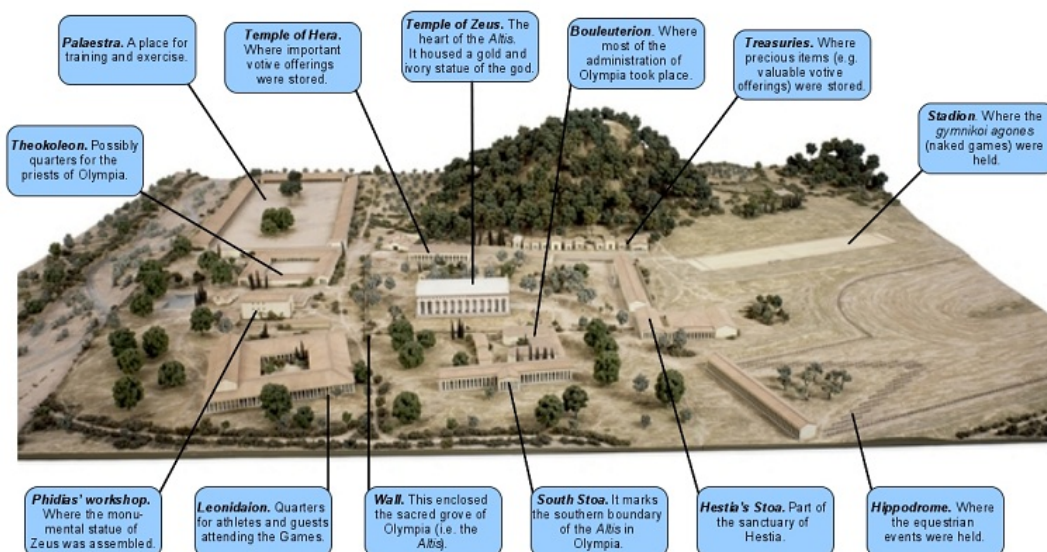 Palaestra. A place for
training and exercise.
Temple of Hera.
Where important
votive offerings
were stored.
Temple of Zeus. The
heart of the Altis.
It housed a gold and
ivory statue of the god.
Bouleuterion. Where
most of the
administration of
Olympia took place.
Treasuries. Where
precious items (e.g.
valuable votive
offerings) were stored.
Stadion. Where the
gymnikoi agones
(naked games) were
held.
Theokoleon. Possibly
quarters for the
priests of Olympia.
Phidias' workshop.
Where the monu-
mental statue of
Zeus was assembled.
Leonidaion. Quarters
for athletes and guests
attending the Games.
Wall. This enclosed
the sacred grove of
Olympia (i.e. the
Altis).
South Stoa. It marks
the southern boundary
of the Altis in
Olympia.
Hestia's Stoa. Part of
the sanctuary of
Hestia.
Hippodrome. Where
the equestrian
events were held.